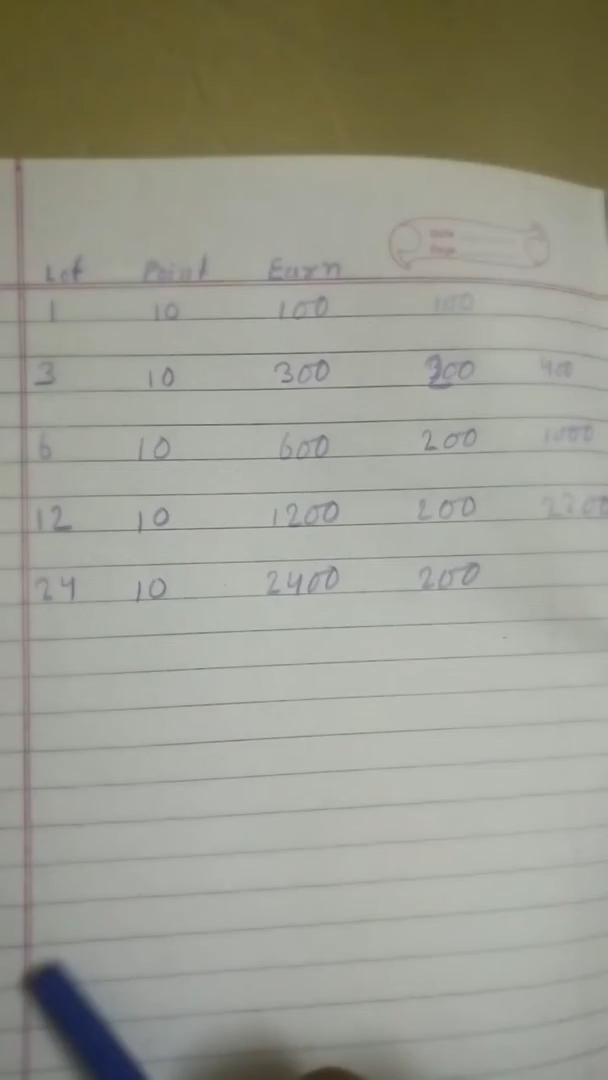 Lot Point Earn
1 10 100 100
3 10 300 300 400
6 10 600 200 1000
12 10 1200 200 2200
24 10 2400 200